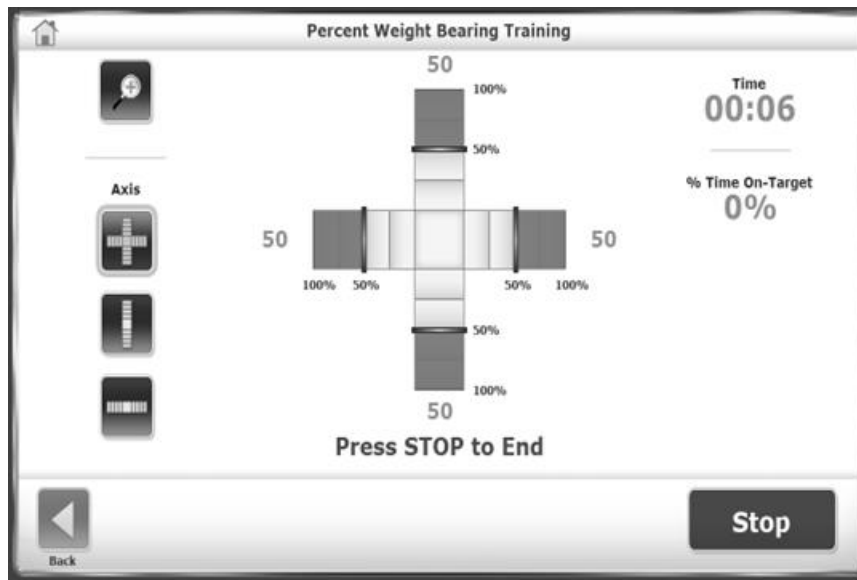 Percent Weight Bearing Training
50
100%
50%
Time
00:06
% Time On-Target
0%
Axis
50
50
100% 50%
50% 100%
50%
100%
50
Press STOP to End
Back
Stop